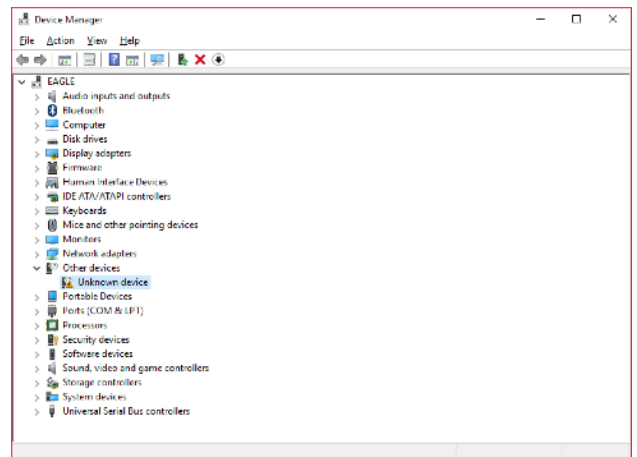 Device Manager
File Action View Help
EAGLE
Audio inputs and outputs
Bluetooth
Computer
Disk drives
Display adapters
Firmware
Human Interface Devices
IDE ATA/ATAPI controllers
Keyboards
Mice and other pointing devices
Monitors
Network adapters
Other devices
Unknown device
Portable Devices
Ports (COM & LPT)
Processors
Security devices
Software devices
Sound, video and game controllers
Storage controllers
System devices
Universal Serial Bus controllers